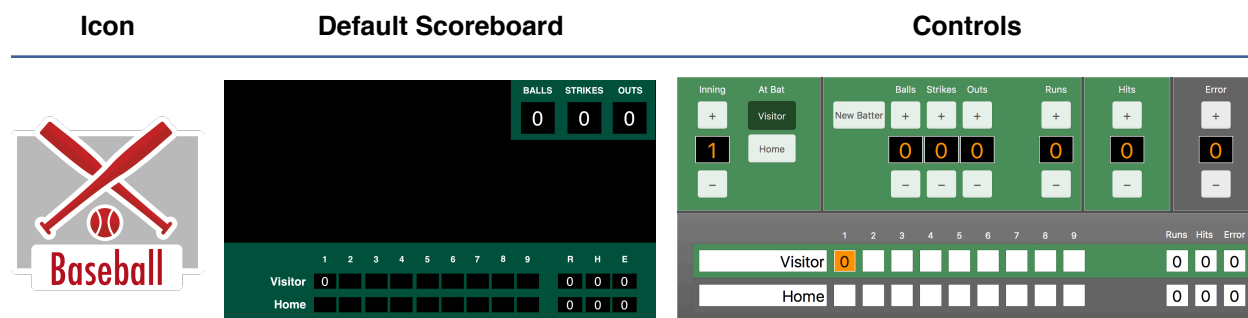 Icon Default Scoreboard Controls
Baseball
BALLS STRIKES OUTS
0 0 0
1 2 3 4 5 6 7 8 9 R H E
Visitor 0 0 0 0
Home 0 0 0
Inning At Bat Balls Strikes Outs Runs Hits Error
+ Visitor New Batter + + + + + +
1 Home 0 0 0 0 0 0
− − − − − − −
1 2 3 4 5 6 7 8 9 Runs Hits Error
Visitor 0 0 0 0
Home 0 0 0